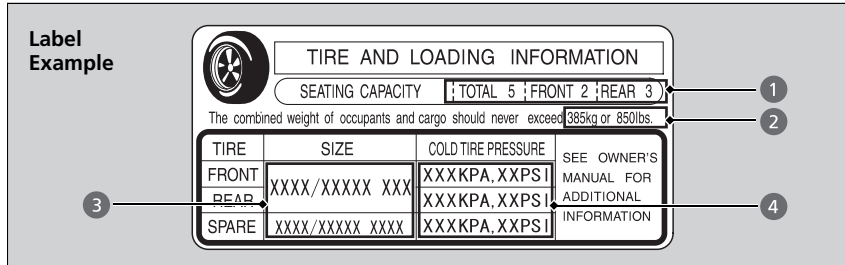 Label
Example
TIRE AND LOADING INFORMATION
SEATING CAPACITY TOTAL 5 FRONT 2 REAR 3
1
The combined weight of occupants and cargo should never exceed 385kg or 850lbs.
2
TIRE SIZE COLD TIRE PRESSURE
SEE OWNER'S
MANUAL FOR
ADDITIONAL
INFORMATION
FRONT XXXX/XXXXX XXX XXXKPA,XXPSI
REAR XXXKPA,XXPSI
3
4
SPARE XXXX/XXXXX XXXX XXXKPA,XXPSI